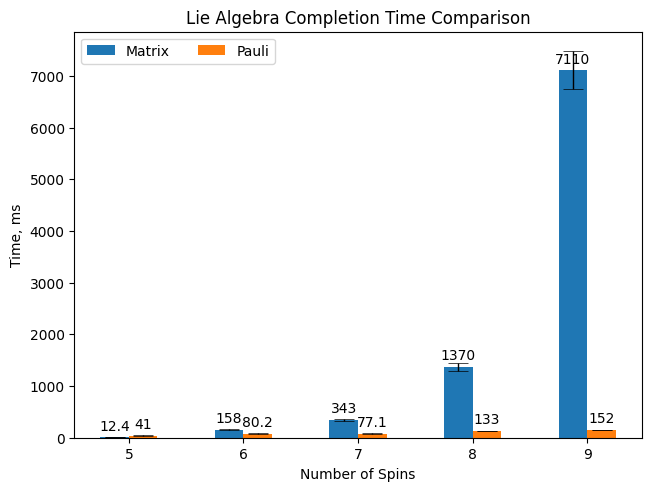 Lie Algebra Completion Time Comparison
Matrix Pauli
Time, ms
7000
6000
5000
4000
3000
2000
1000
0
12.4 41 158 80.2 343 77.1 1370 133 7110 152
5 6 7 8 9
Number of Spins